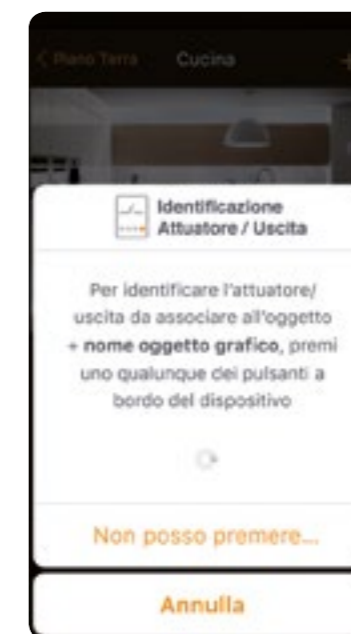 Piano Terra Cucina +
Identificazione
Attuatore / Uscita
Per identificare l'attuatore/
uscita da associare all'oggetto
+ nome oggetto grafico, premi
uno qualunque dei pulsanti a
bordo del dispositivo
Non posso premere...
Annulla